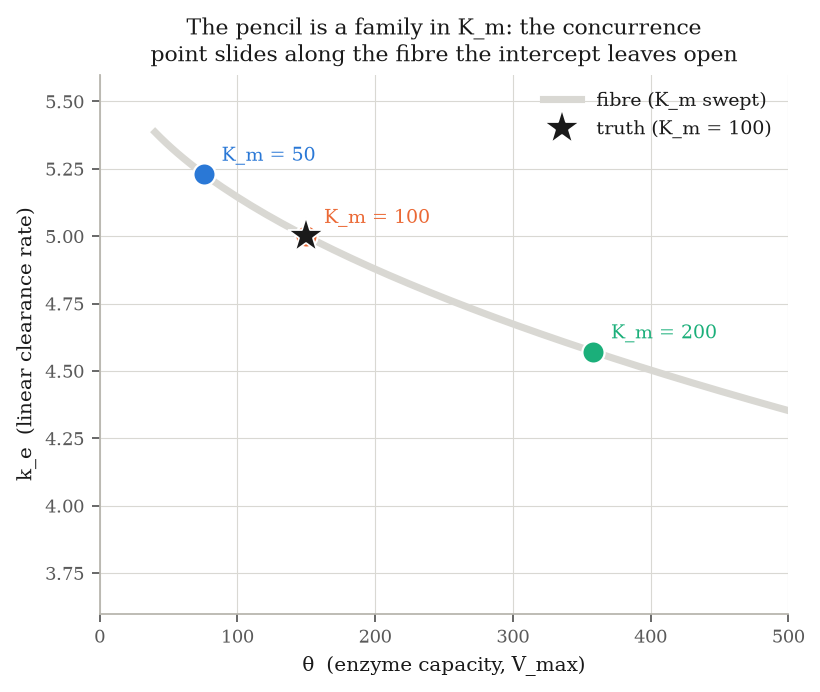 The pencil is a family in K_m: the concurrence
point slides along the fibre the intercept leaves open
fibre (K_m swept)
truth (K_m = 100)
K_m = 50
K_m = 100
K_m = 200
k_e  (linear clearance rate)
5.50
5.25
5.00
4.75
4.50
4.25
4.00
3.75
0
100
200
300
400
500
θ  (enzyme capacity, V_max)